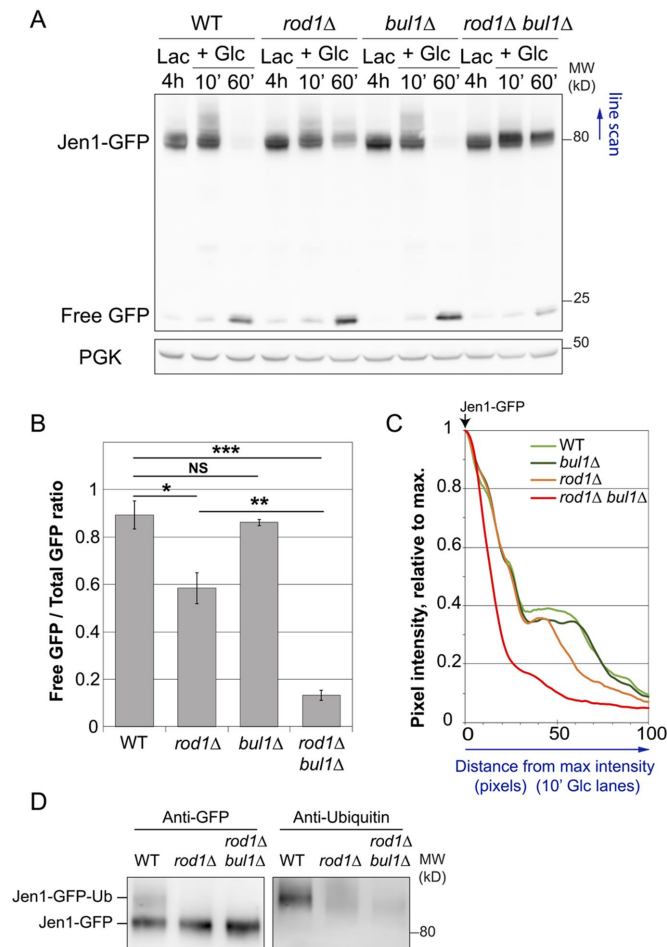 A
WT rod1Δ bul1Δ rod1Δ bul1Δ
Lac + Glc Lac + Glc Lac + Glc Lac + Glc
4h 10’ 60’ 4h 10’ 60’ 4h 10’ 60’ 4h 10’ 60’
MW
(kD)
line scan
Jen1-GFP
80
25
Free GFP
50
PGK
B
Free GFP / Total GFP ratio
***
NS
*
**
1
0.8
0.6
0.4
0.2
0
WT rod1Δ bul1Δ rod1Δ
bul1Δ
C
Jen1-GFP
Pixel intensity, relative to max.
1
0.8
0.6
0.4
0.2
0
WT
bul1Δ
rod1Δ
rod1Δ bul1Δ
0 50 100
Distance from max intensity
(pixels) (10’ Glc lanes)
D
Anti-GFP Anti-Ubiquitin
WT rod1Δ rod1Δ
bul1Δ
WT rod1Δ rod1Δ
bul1Δ
MW
(kD)
Jen1-GFP-Ub
Jen1-GFP
80